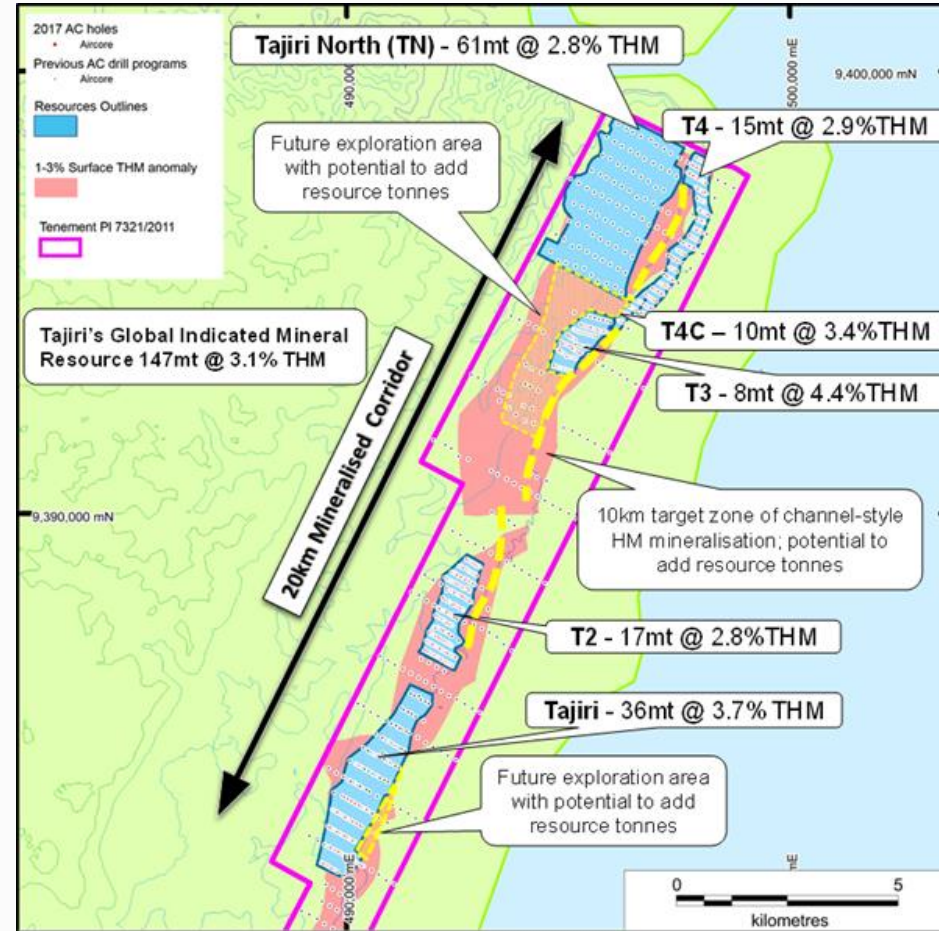 2017 AC holes
Aircore
Previous AC drill programs
Aircore
Resources Outlines
1-3% Surface THM anomaly
Tenement PI 7321/2011
490,000
500,000 mE
9,400,000 mN
Tajiri North (TN) - 61mt @ 2.8% THM
T4 - 15mt @ 2.9%THM
Future exploration area
with potential to add
resource tonnes
Tajiri's Global Indicated Mineral
Resource 147mt @ 3.1% THM
T4C – 10mt @ 3.4%THM
T3 - 8mt @ 4.4%THM
20km Mineralised Corridor
9,390,000 mN
10km target zone of channel-style
HM mineralisation; potential to
add resource tonnes
T2 - 17mt @ 2.8%THM
Tajiri - 36mt @ 3.7% THM
Future exploration area
with potential to add
resource tonnes
490,000 mE
mE
0 5
kilometres